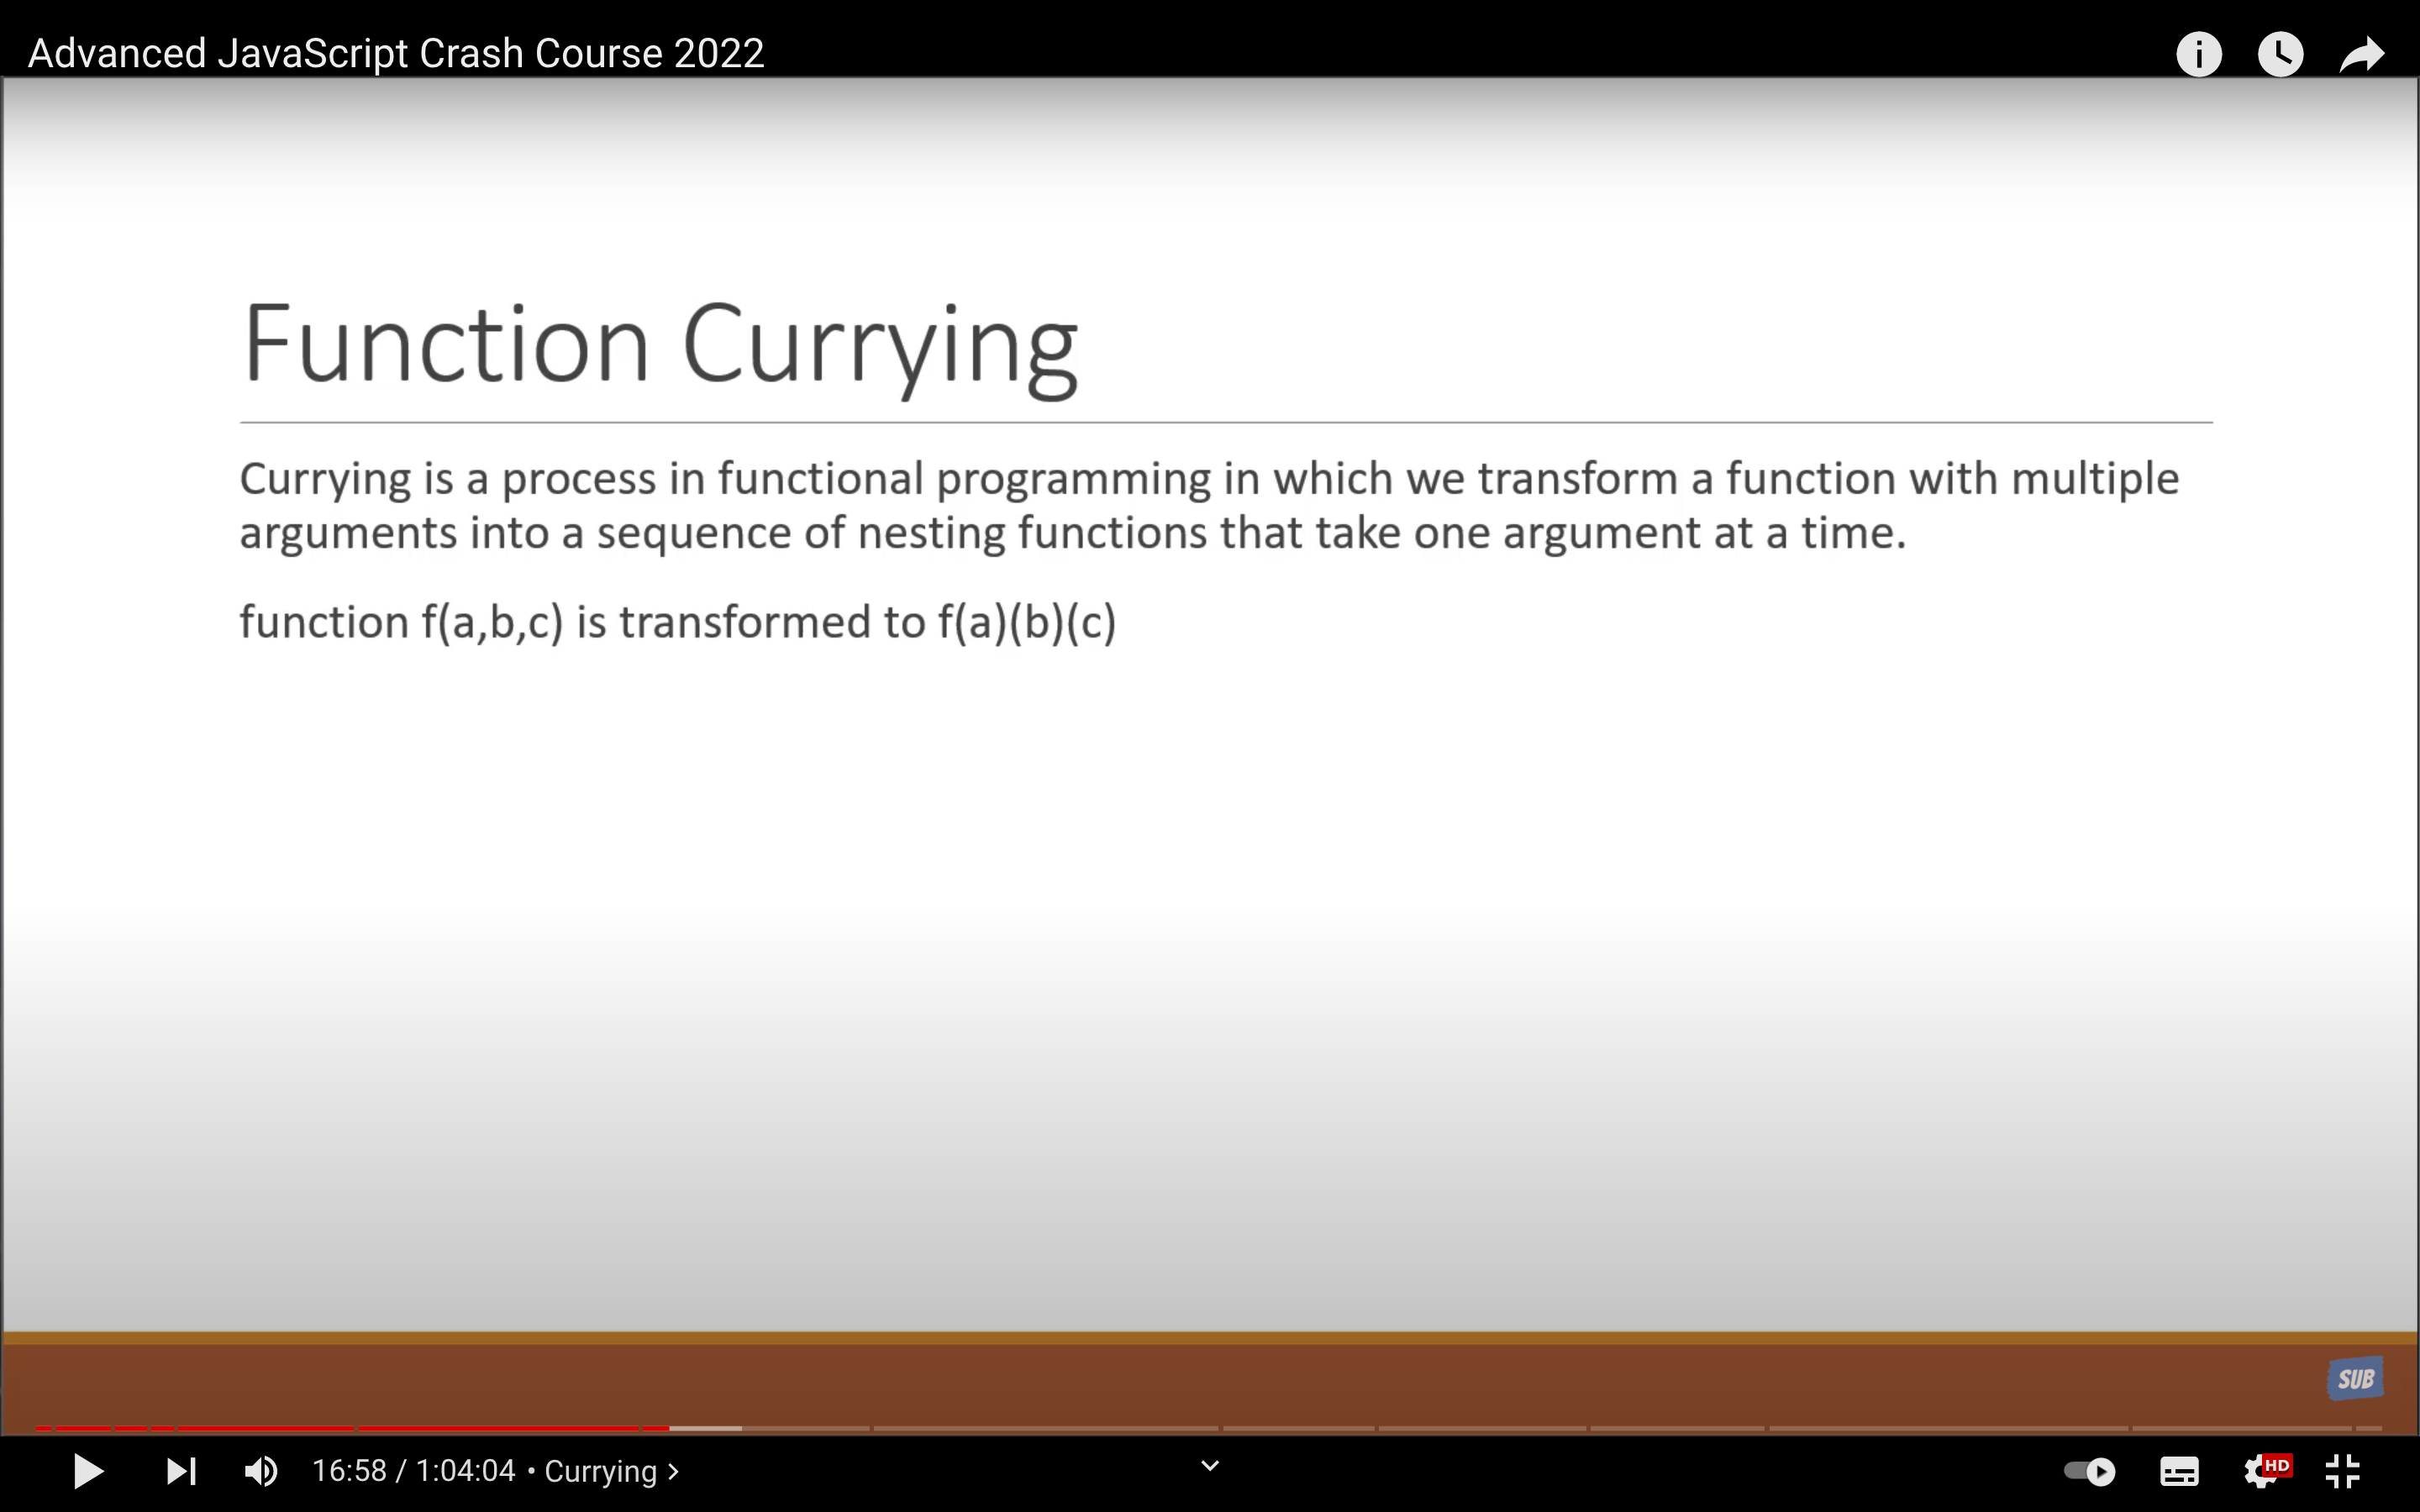 Advanced JavaScript Crash Course 2022
Function Currying
Currying is a process in functional programming in which we transform a function with multiple
arguments into a sequence of nesting functions that take one argument at a time.
function f(a,b,c) is transformed to f(a)(b)(c)
SUB
16:58 / 1:04:04 • Currying >
HD